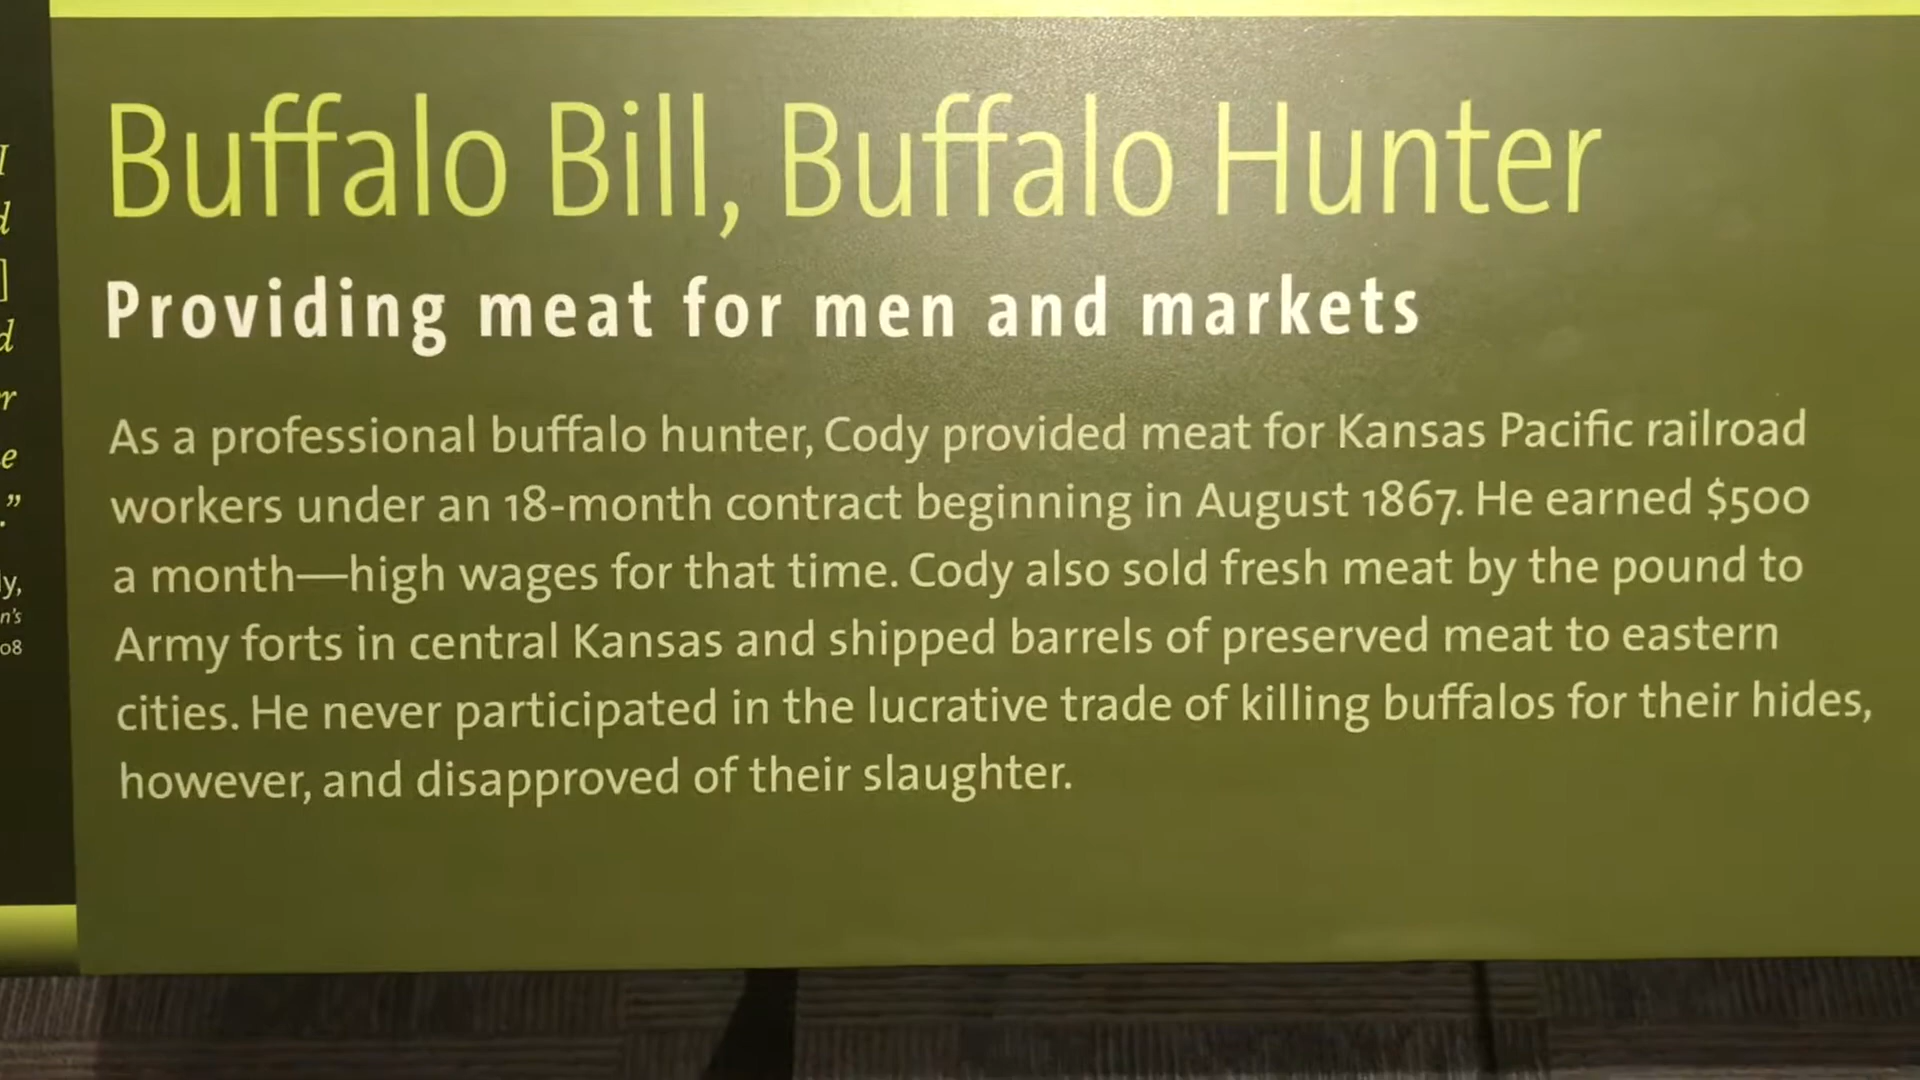 Buffalo Bill, Buffalo Hunter
Providing meat for men and markets
As a professional buffalo hunter, Cody provided meat for Kansas Pacific railroad
workers under an 18-month contract beginning in August 1867. He earned $500
a month—high wages for that time. Cody also sold fresh meat by the pound to
Army forts in central Kansas and shipped barrels of preserved meat to eastern
cities. He never participated in the lucrative trade of killing buffalos for their hides,
however, and disapproved of their slaughter.